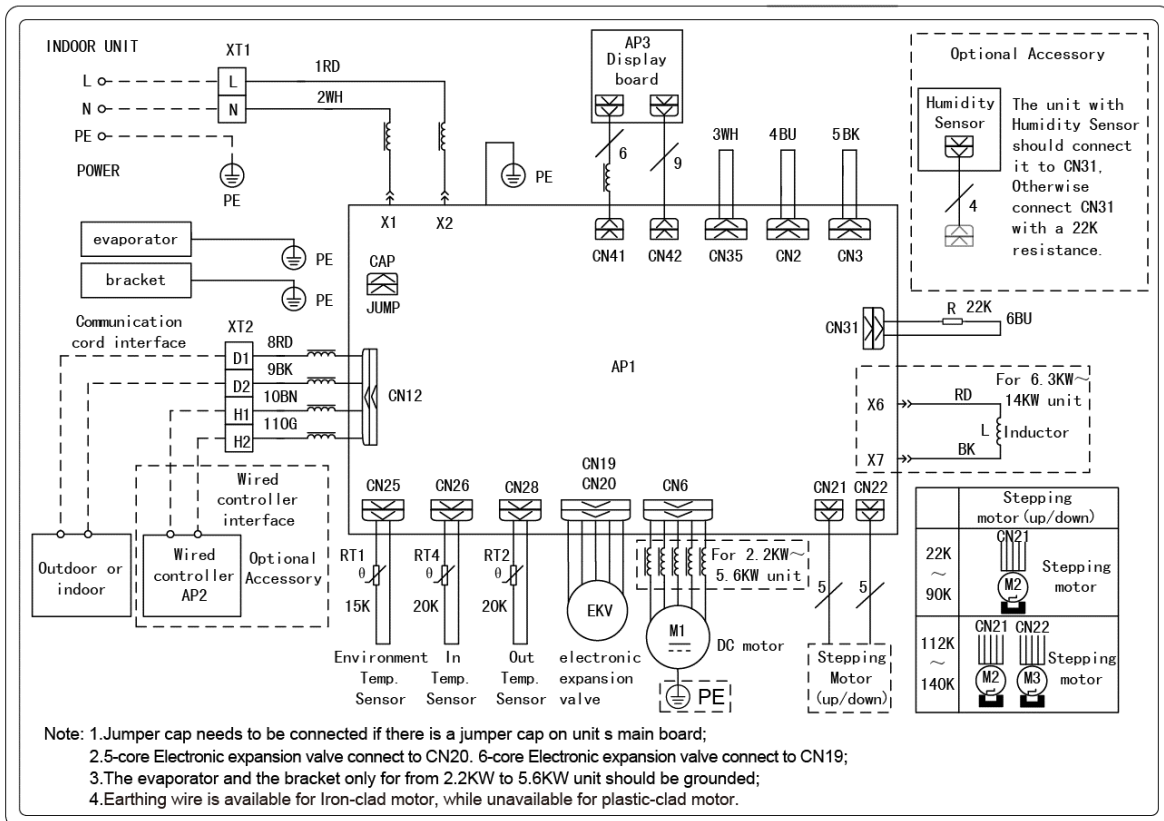 INDOOR UNIT
XT1
L
L
1RD
N
N
2WH
PE
POWER
PE
X1
X2
PE
AP3
Display
board
6
9
3WH
4BU
5BK
CN41
CN42
CN35
CN2
CN3
Optional Accessory
Humidity
Sensor
4
The unit with
Humidity Sensor
should connect
it to CN31,
Otherwise
connect CN31
with a 22K
resistance.
evaporator
PE
bracket
PE
CAP
JUMP
CN31
R
22K
6BU
AP1
Communication
cord interface
XT2
D1
8RD
D2
9BK
H1
10BN
H2
11OG
CN12
X6
RD
For 6.3KW~
14KW unit
L
Inductor
X7
BK
Wired
controller
interface
Wired
controller
AP2
Optional
Accessory
Outdoor or
indoor
CN25
CN26
CN28
CN19
CN20
CN6
CN21
CN22
RT1
θ
15K
RT4
θ
20K
RT2
θ
20K
EKV
For 2.2KW~
5.6KW unit
M1
DC motor
PE
5
5
Environment
Temp.
Sensor
In
Temp.
Sensor
Out
Temp.
Sensor
electronic
expansion
valve
Stepping
Motor
(up/down)
Stepping
motor(up/down)
22K
~
90K
CN21
M2
Stepping
motor
112K
~
140K
CN21
CN22
M2
M3
Stepping
motor
Note: 1.Jumper cap needs to be connected if there is a jumper cap on unit s main board;
2.5-core Electronic expansion valve connect to CN20. 6-core Electronic expansion valve connect to CN19;
3.The evaporator and the bracket only for from 2.2KW to 5.6KW unit should be grounded;
4.Earthing wire is available for Iron-clad motor, while unavailable for plastic-clad motor.